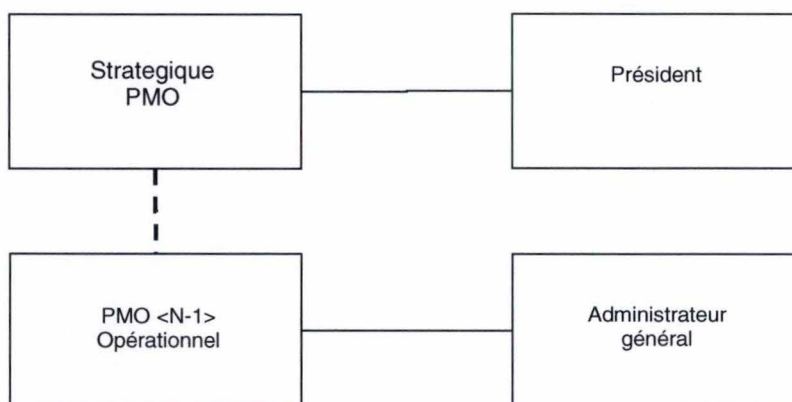 Strategique
PMO
Président
PMO <N-1>
Opérationnel
Administrateur
général